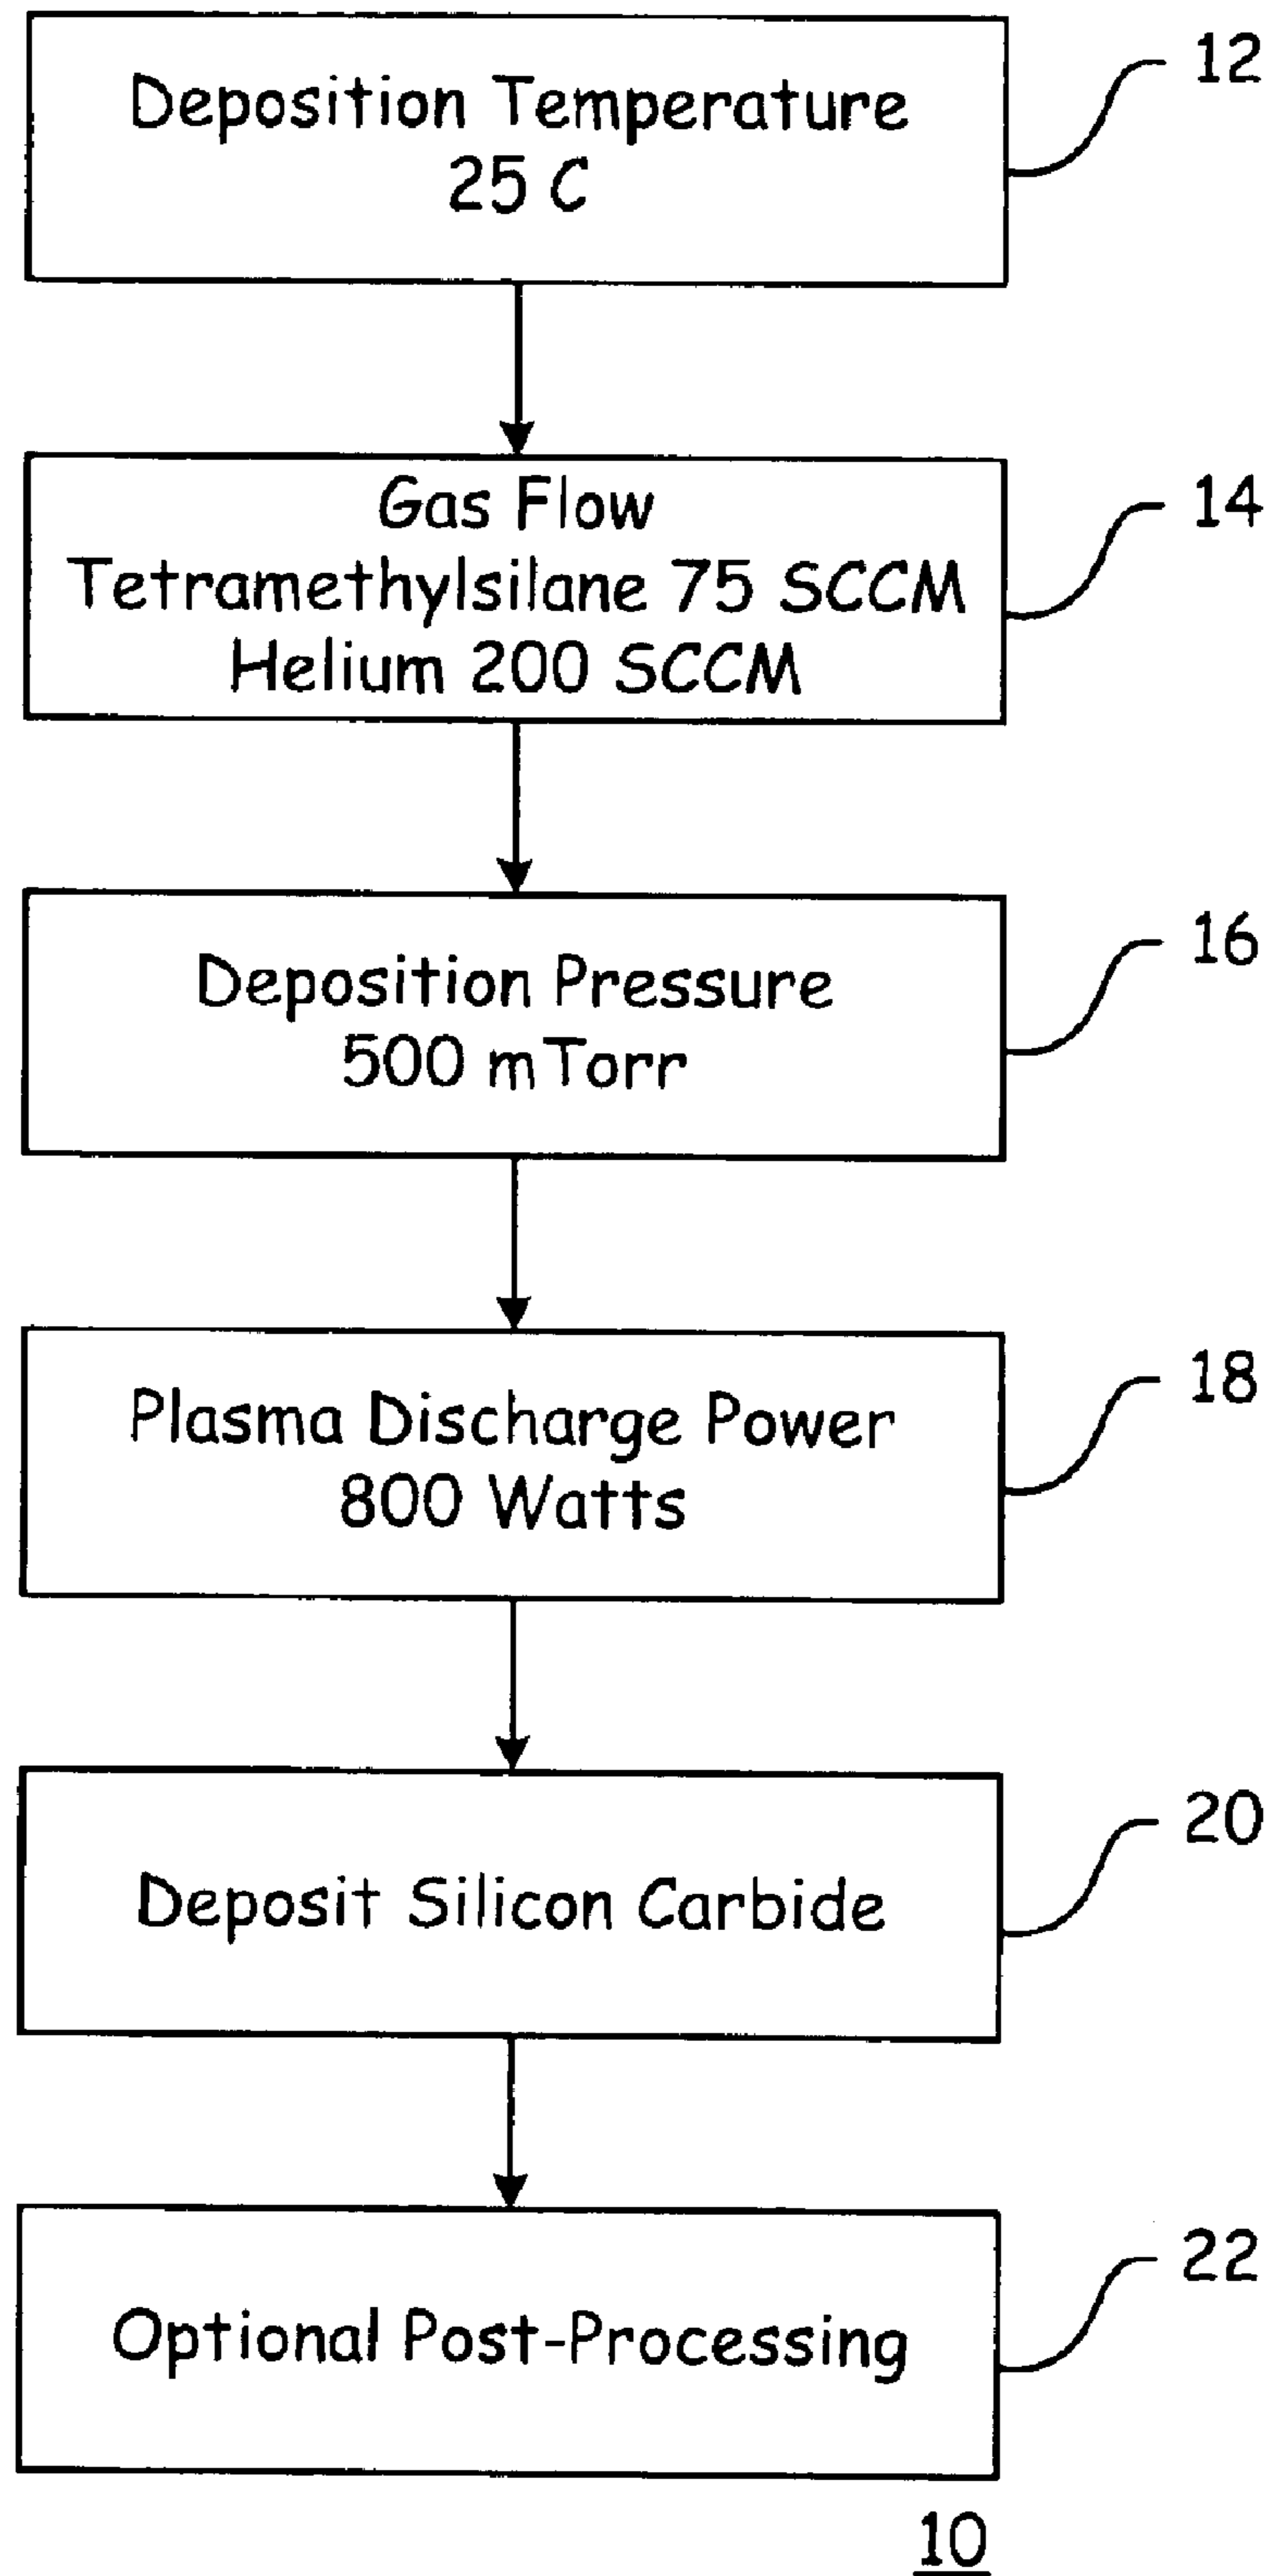 Deposition Temperature
25 C
12
Gas Flow
Tetramethylsilane 75 SCCM
Helium 200 SCCM
14
Deposition Pressure
500 mTorr
16
Plasma Discharge Power
800 Watts
18
Deposit Silicon Carbide
20
Optional Post-Processing
22
10